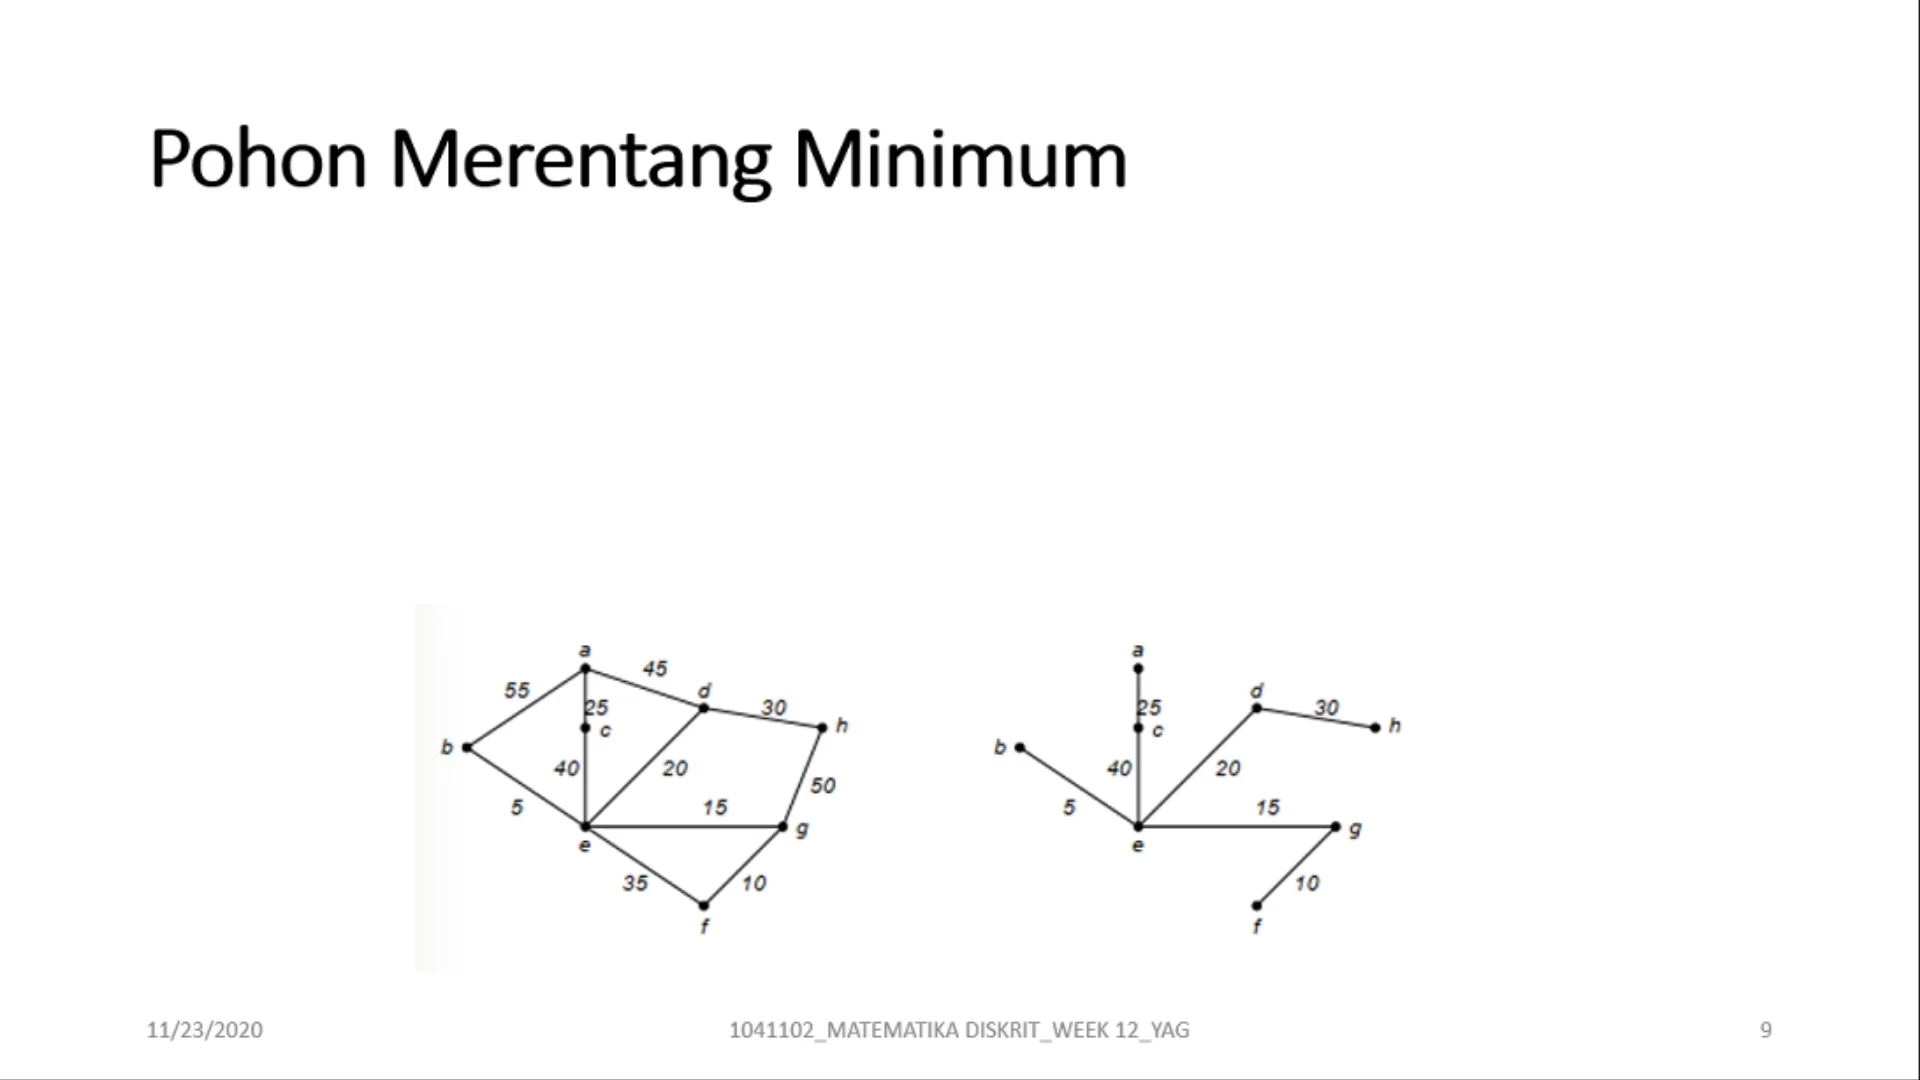 Pohon Merentang Minimum
a
45
55
d
25
30
c
h
b
40
20
50
5
15
g
e
35
10
f
a
d
25
30
c
h
b
40
20
5
15
g
e
10
f
11/23/2020
1041102_MATEMATIKA DISKRIT_WEEK 12_YAG
9